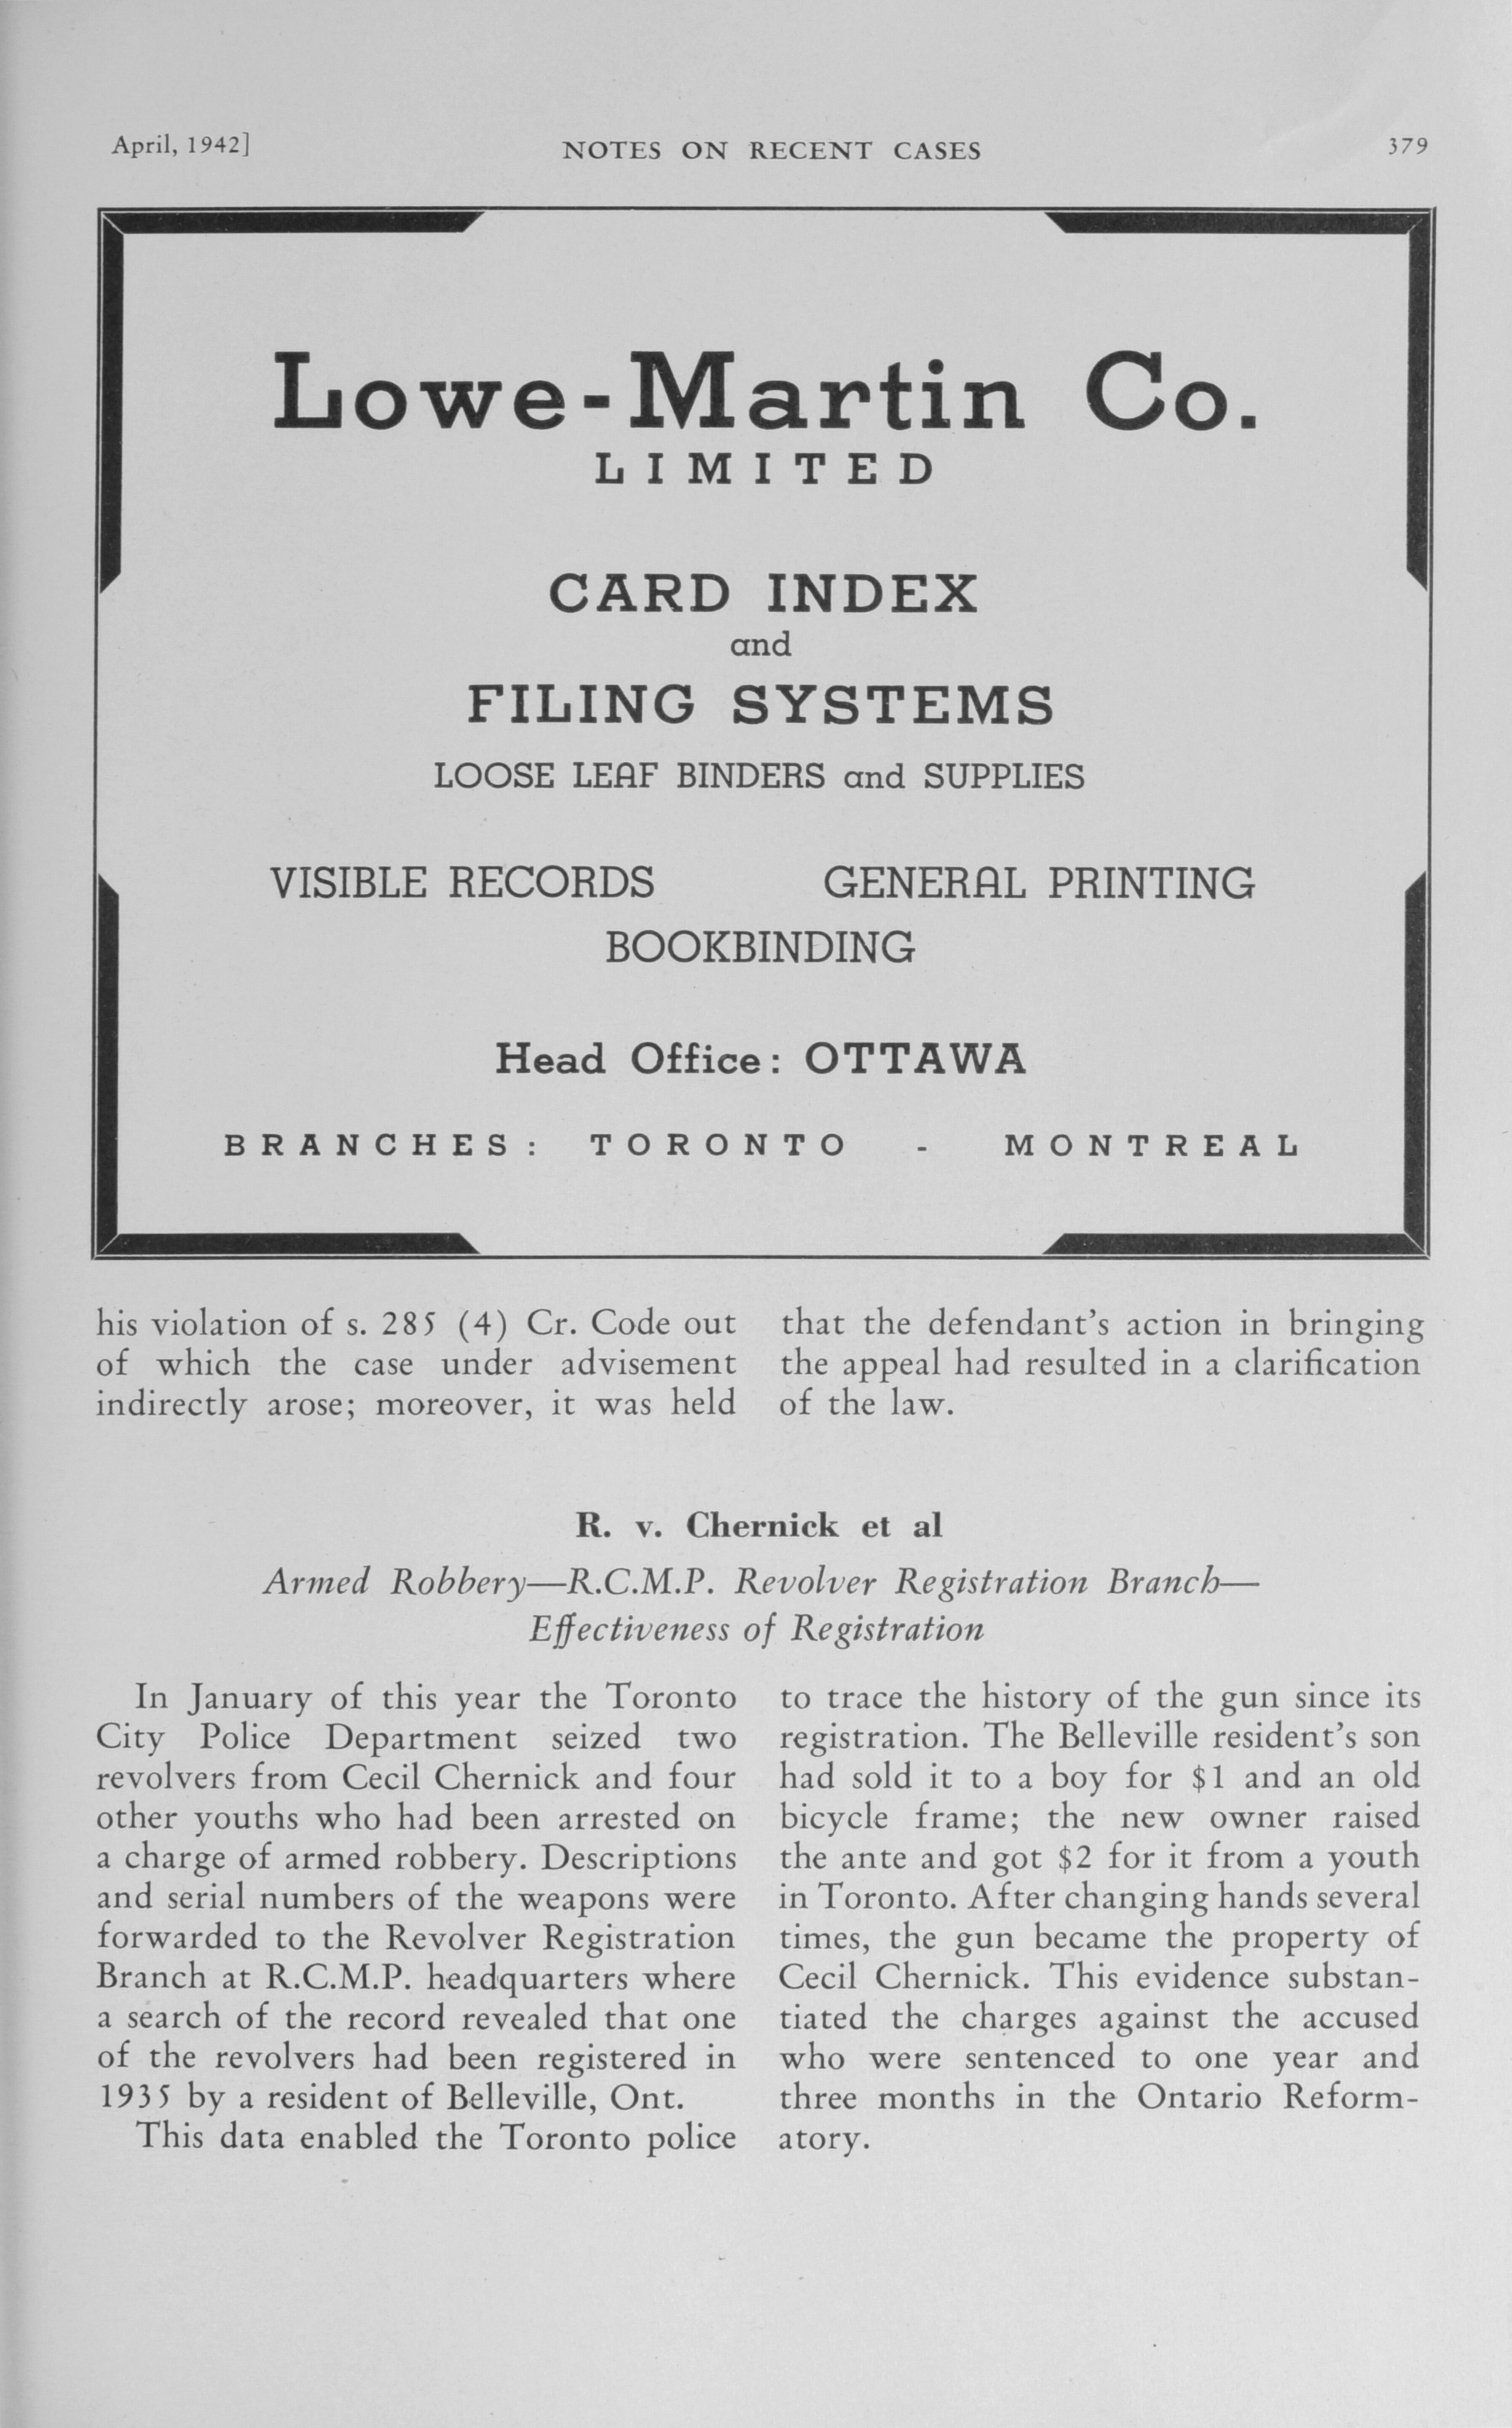 April, 1942]
NOTES ON RECENT CASES
379
Lowe-Martin Co.
LIMITED
CARD INDEX
and
FILING SYSTEMS
LOOSE LEAF BINDERS and SUPPLIES
VISIBLE RECORDS GENERAL PRINTING
BOOKBINDING
Head Office: OTTAWA
BRANCHES: TORONTO - MONTREAL
his violation of s. 285 (4) Cr. Code out
of which the case under advisement
indirectly arose; moreover, it was held
that the defendant's action in bringing
the appeal had resulted in a clarification
of the law.
R. v. Chernick et al
Armed Robbery—R.C.M.P. Revolver Registration Branch—
Effectiveness of Registration
In January of this year the Toronto
City Police Department seized two
revolvers from Cecil Chernick and four
other youths who had been arrested on
a charge of armed robbery. Descriptions
and serial numbers of the weapons were
forwarded to the Revolver Registration
Branch at R.C.M.P. headquarters where
a search of the record revealed that one
of the revolvers had been registered in
1935 by a resident of Belleville, Ont.
This data enabled the Toronto police
to trace the history of the gun since its
registration. The Belleville resident's son
had sold it to a boy for $1 and an old
bicycle frame; the new owner raised
the ante and got $2 for it from a youth
in Toronto. After changing hands several
times, the gun became the property of
Cecil Chernick. This evidence substan-
tiated the charges against the accused
who were sentenced to one year and
three months in the Ontario Reform-
atory.